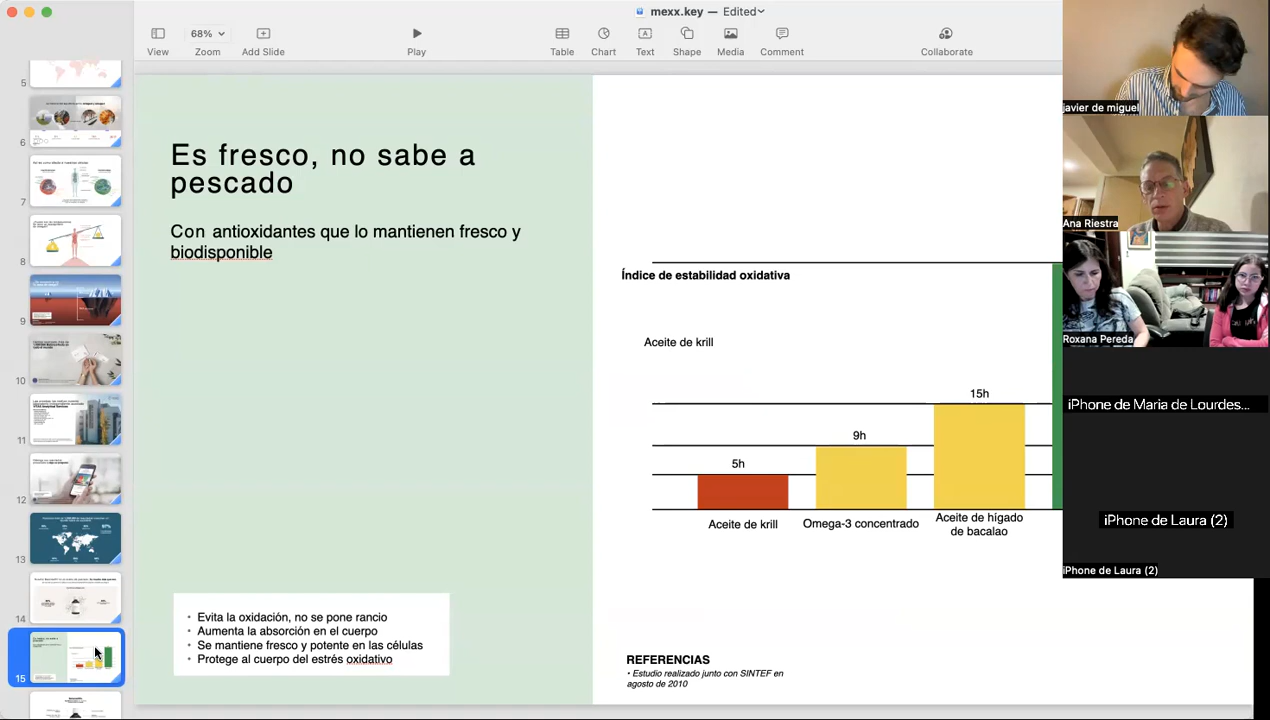 mexx.key — Edited
68%
View
Zoom
Add Slide
Play
Table
Chart
Text
Shape
Media
Comment
Collaborate
5
6
7
8
9
10
11
12
13
14
15
Es fresco, no sabe a
pescado
Con antioxidantes que lo mantienen fresco y
biodisponible
• Evita la oxidación, no se pone rancio
• Aumenta la absorción en el cuerpo
• Se mantiene fresco y potente en las células
• Protege al cuerpo del estrés oxidativo
Índice de estabilidad oxidativa
Aceite de krill
5h
9h
15h
Aceite de krill
Omega-3 concentrado
Aceite de hígado
de bacalao
REFERENCIAS
• Estudio realizado junto con SINTEF en
agosto de 2010
javier de miguel
Ana Riestra
Roxana Pereda
iPhone de Maria de Lourdes...
iPhone de Laura (2)
iPhone de Laura (2)